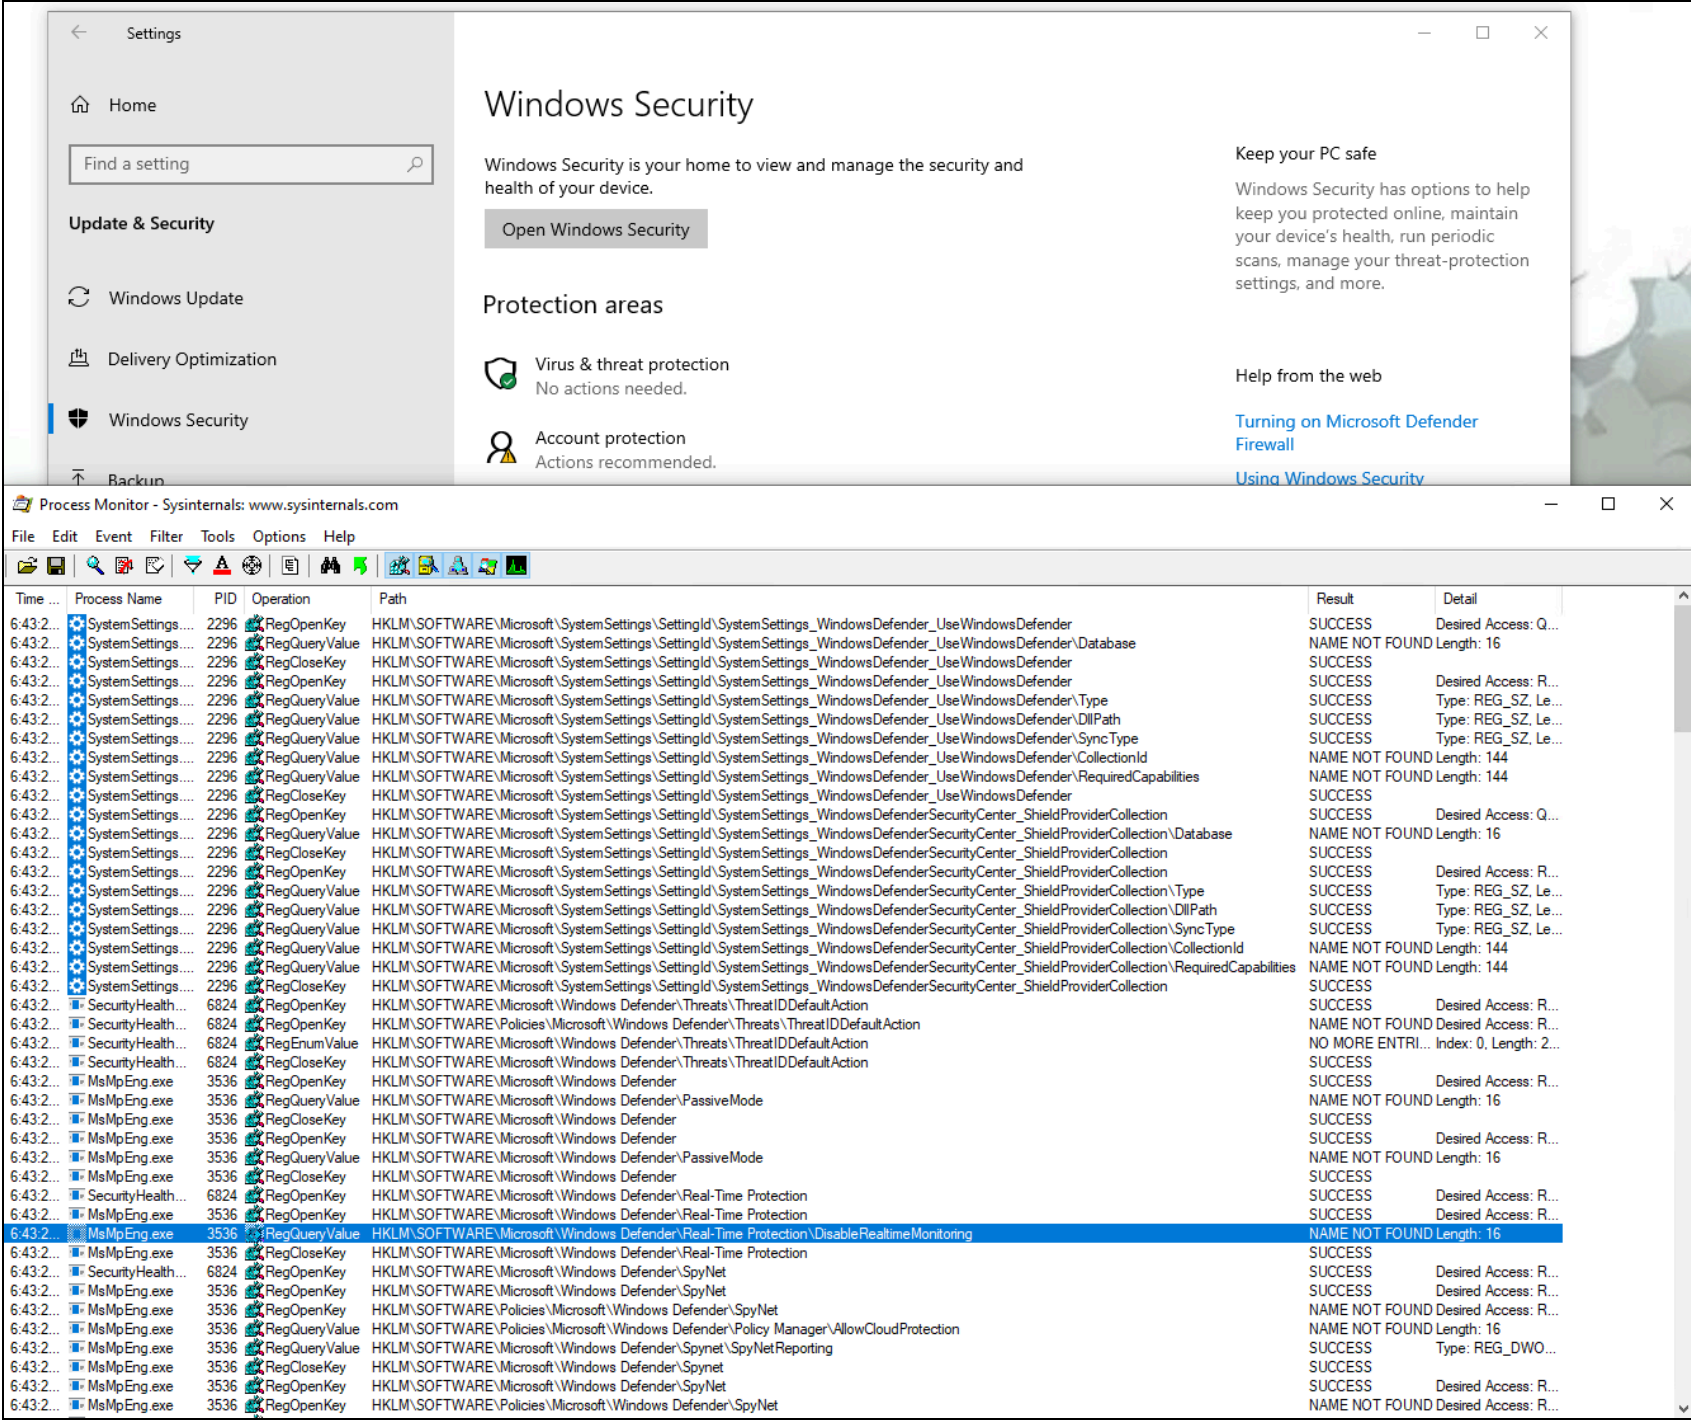 Settings
Home
Find a setting
Update & Security
Windows Update
Delivery Optimization
Windows Security
Backup
Windows Security
Windows Security is your home to view and manage the security and
health of your device.
Open Windows Security
Protection areas
Virus & threat protection
No actions needed.
Account protection
Actions recommended.
Keep your PC safe
Windows Security has options to help
keep you protected online, maintain
your device's health, run periodic
scans, manage your threat-protection
settings, and more.
Help from the web
Turning on Microsoft Defender
Firewall
Using Windows Security
Process Monitor - Sysinternals: www.sysinternals.com
File Edit Event Filter Tools Options Help
Time ... Process Name PID Operation Path Result Detail
6:43:2... SystemSettings.... 2296 RegOpenKey HKLM\SOFTWARE\Microsoft\SystemSettings\SettingId\SystemSettings_WindowsDefender_UseWindowsDefender SUCCESS Desired Access: Q...
6:43:2... SystemSettings.... 2296 RegQueryValue HKLM\SOFTWARE\Microsoft\SystemSettings\SettingId\SystemSettings_WindowsDefender_UseWindowsDefender\Database NAME NOT FOUND Length: 16
6:43:2... SystemSettings.... 2296 RegCloseKey HKLM\SOFTWARE\Microsoft\SystemSettings\SettingId\SystemSettings_WindowsDefender_UseWindowsDefender SUCCESS
6:43:2... SystemSettings.... 2296 RegOpenKey HKLM\SOFTWARE\Microsoft\SystemSettings\SettingId\SystemSettings_WindowsDefender_UseWindowsDefender SUCCESS Desired Access: R...
6:43:2... SystemSettings.... 2296 RegQueryValue HKLM\SOFTWARE\Microsoft\SystemSettings\SettingId\SystemSettings_WindowsDefender_UseWindowsDefender\Type SUCCESS Type: REG_SZ, Le...
6:43:2... SystemSettings.... 2296 RegQueryValue HKLM\SOFTWARE\Microsoft\SystemSettings\SettingId\SystemSettings_WindowsDefender_UseWindowsDefender\DllPath SUCCESS Type: REG_SZ, Le...
6:43:2... SystemSettings.... 2296 RegQueryValue HKLM\SOFTWARE\Microsoft\SystemSettings\SettingId\SystemSettings_WindowsDefender_UseWindowsDefender\SyncType SUCCESS Type: REG_SZ, Le...
6:43:2... SystemSettings.... 2296 RegQueryValue HKLM\SOFTWARE\Microsoft\SystemSettings\SettingId\SystemSettings_WindowsDefender_UseWindowsDefender\CollectionId NAME NOT FOUND Length: 144
6:43:2... SystemSettings.... 2296 RegQueryValue HKLM\SOFTWARE\Microsoft\SystemSettings\SettingId\SystemSettings_WindowsDefender_UseWindowsDefender\RequiredCapabilities NAME NOT FOUND Length: 144
6:43:2... SystemSettings.... 2296 RegCloseKey HKLM\SOFTWARE\Microsoft\SystemSettings\SettingId\SystemSettings_WindowsDefender_UseWindowsDefender SUCCESS
6:43:2... SystemSettings.... 2296 RegOpenKey HKLM\SOFTWARE\Microsoft\SystemSettings\SettingId\SystemSettings_WindowsDefenderSecurityCenter_ShieldProviderCollection SUCCESS Desired Access: Q...
6:43:2... SystemSettings.... 2296 RegQueryValue HKLM\SOFTWARE\Microsoft\SystemSettings\SettingId\SystemSettings_WindowsDefenderSecurityCenter_ShieldProviderCollection\Database NAME NOT FOUND Length: 16
6:43:2... SystemSettings.... 2296 RegCloseKey HKLM\SOFTWARE\Microsoft\SystemSettings\SettingId\SystemSettings_WindowsDefenderSecurityCenter_ShieldProviderCollection SUCCESS
6:43:2... SystemSettings.... 2296 RegOpenKey HKLM\SOFTWARE\Microsoft\SystemSettings\SettingId\SystemSettings_WindowsDefenderSecurityCenter_ShieldProviderCollection SUCCESS Desired Access: R...
6:43:2... SystemSettings.... 2296 RegQueryValue HKLM\SOFTWARE\Microsoft\SystemSettings\SettingId\SystemSettings_WindowsDefenderSecurityCenter_ShieldProviderCollection\Type SUCCESS Type: REG_SZ, Le...
6:43:2... SystemSettings.... 2296 RegQueryValue HKLM\SOFTWARE\Microsoft\SystemSettings\SettingId\SystemSettings_WindowsDefenderSecurityCenter_ShieldProviderCollection\DllPath SUCCESS Type: REG_SZ, Le...
6:43:2... SystemSettings.... 2296 RegQueryValue HKLM\SOFTWARE\Microsoft\SystemSettings\SettingId\SystemSettings_WindowsDefenderSecurityCenter_ShieldProviderCollection\SyncType SUCCESS Type: REG_SZ, Le...
6:43:2... SystemSettings.... 2296 RegQueryValue HKLM\SOFTWARE\Microsoft\SystemSettings\SettingId\SystemSettings_WindowsDefenderSecurityCenter_ShieldProviderCollection\CollectionId NAME NOT FOUND Length: 144
6:43:2... SystemSettings.... 2296 RegQueryValue HKLM\SOFTWARE\Microsoft\SystemSettings\SettingId\SystemSettings_WindowsDefenderSecurityCenter_ShieldProviderCollection\RequiredCapabilities NAME NOT FOUND Length: 144
6:43:2... SystemSettings.... 2296 RegCloseKey HKLM\SOFTWARE\Microsoft\SystemSettings\SettingId\SystemSettings_WindowsDefenderSecurityCenter_ShieldProviderCollection SUCCESS
6:43:2... SecurityHealth... 6824 RegOpenKey HKLM\SOFTWARE\Microsoft\Windows Defender\Threats\ThreatIDDefaultAction SUCCESS Desired Access: R...
6:43:2... SecurityHealth... 6824 RegOpenKey HKLM\SOFTWARE\Policies\Microsoft\Windows Defender\Threats\ThreatIDDefaultAction NAME NOT FOUND Desired Access: R...
6:43:2... SecurityHealth... 6824 RegEnumValue HKLM\SOFTWARE\Microsoft\Windows Defender\Threats\ThreatIDDefaultAction NO MORE ENTRI... Index: 0, Length: 2...
6:43:2... SecurityHealth... 6824 RegCloseKey HKLM\SOFTWARE\Microsoft\Windows Defender\Threats\ThreatIDDefaultAction SUCCESS
6:43:2... MsMpEng.exe 3536 RegOpenKey HKLM\SOFTWARE\Microsoft\Windows Defender SUCCESS Desired Access: R...
6:43:2... MsMpEng.exe 3536 RegQueryValue HKLM\SOFTWARE\Microsoft\Windows Defender\PassiveMode NAME NOT FOUND Length: 16
6:43:2... MsMpEng.exe 3536 RegCloseKey HKLM\SOFTWARE\Microsoft\Windows Defender SUCCESS
6:43:2... MsMpEng.exe 3536 RegOpenKey HKLM\SOFTWARE\Microsoft\Windows Defender SUCCESS Desired Access: R...
6:43:2... MsMpEng.exe 3536 RegQueryValue HKLM\SOFTWARE\Microsoft\Windows Defender\PassiveMode NAME NOT FOUND Length: 16
6:43:2... MsMpEng.exe 3536 RegCloseKey HKLM\SOFTWARE\Microsoft\Windows Defender SUCCESS
6:43:2... SecurityHealth... 6824 RegOpenKey HKLM\SOFTWARE\Microsoft\Windows Defender\Real-Time Protection SUCCESS Desired Access: R...
6:43:2... MsMpEng.exe 3536 RegOpenKey HKLM\SOFTWARE\Microsoft\Windows Defender\Real-Time Protection SUCCESS Desired Access: R...
6:43:2... MsMpEng.exe 3536 RegQueryValue HKLM\SOFTWARE\Microsoft\Windows Defender\Real-Time Protection\DisableRealtimeMonitoring NAME NOT FOUND Length: 16
6:43:2... MsMpEng.exe 3536 RegCloseKey HKLM\SOFTWARE\Microsoft\Windows Defender\Real-Time Protection SUCCESS
6:43:2... SecurityHealth... 6824 RegOpenKey HKLM\SOFTWARE\Microsoft\Windows Defender\SpyNet SUCCESS Desired Access: R...
6:43:2... MsMpEng.exe 3536 RegOpenKey HKLM\SOFTWARE\Microsoft\Windows Defender\SpyNet SUCCESS Desired Access: R...
6:43:2... MsMpEng.exe 3536 RegOpenKey HKLM\SOFTWARE\Policies\Microsoft\Windows Defender\SpyNet NAME NOT FOUND Desired Access: R...
6:43:2... MsMpEng.exe 3536 RegQueryValue HKLM\SOFTWARE\Policies\Microsoft\Windows Defender\Policy Manager\AllowCloudProtection NAME NOT FOUND Length: 16
6:43:2... MsMpEng.exe 3536 RegQueryValue HKLM\SOFTWARE\Microsoft\Windows Defender\Spynet\SpyNetReporting SUCCESS Type: REG_DWO...
6:43:2... MsMpEng.exe 3536 RegCloseKey HKLM\SOFTWARE\Microsoft\Windows Defender\Spynet SUCCESS
6:43:2... MsMpEng.exe 3536 RegOpenKey HKLM\SOFTWARE\Microsoft\Windows Defender\SpyNet SUCCESS Desired Access: R...
6:43:2... MsMpEng.exe 3536 RegOpenKey HKLM\SOFTWARE\Policies\Microsoft\Windows Defender\SpyNet NAME NOT FOUND Desired Access: R...